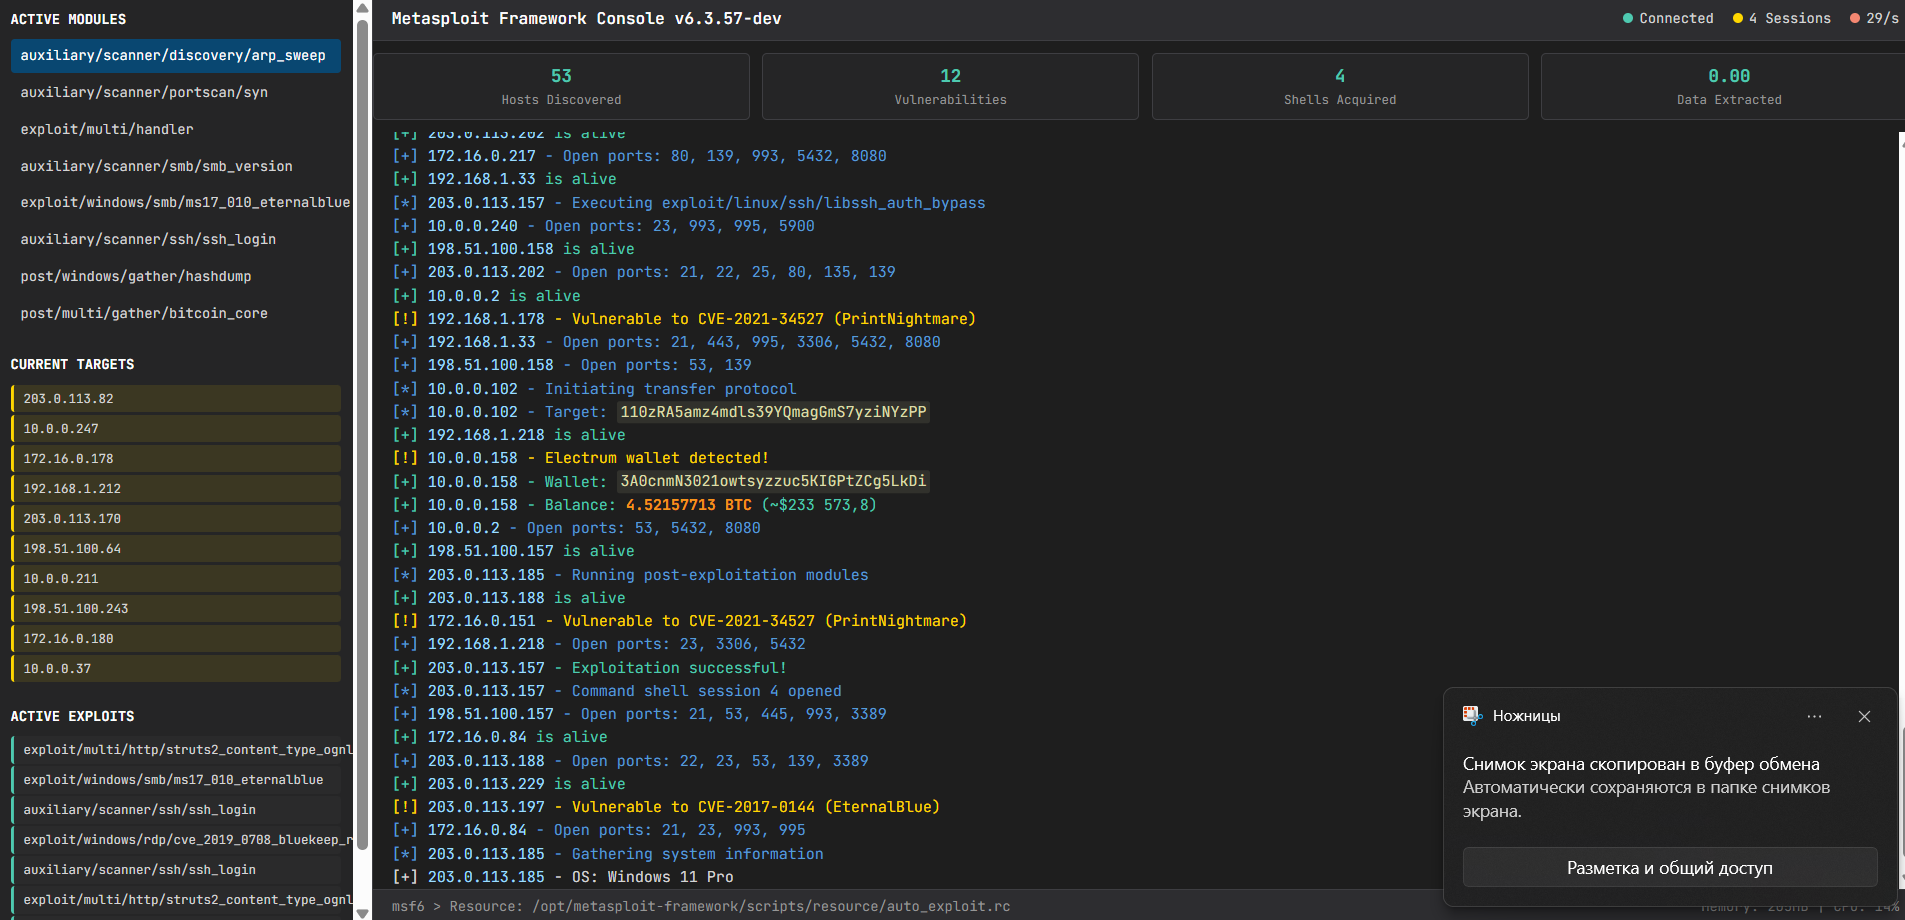 ACTIVE MODULES
auxiliary/scanner/discovery/arp_sweep
auxiliary/scanner/portscan/syn
exploit/multi/handler
auxiliary/scanner/smb/smb_version
exploit/windows/smb/ms17_010_eternalblue
auxiliary/scanner/ssh/ssh_login
post/windows/gather/hashdump
post/multi/gather/bitcoin_core
CURRENT TARGETS
203.0.113.82
10.0.0.247
172.16.0.178
192.168.1.212
203.0.113.170
198.51.100.64
10.0.0.211
198.51.100.243
172.16.0.180
10.0.0.37
ACTIVE EXPLOITS
exploit/multi/http/struts2_content_type_ognl
exploit/windows/smb/ms17_010_eternalblue
auxiliary/scanner/ssh/ssh_login
exploit/windows/rdp/cve_2019_0708_bluekeep_r
auxiliary/scanner/ssh/ssh_login
exploit/multi/http/struts2_content_type_ognl
Metasploit Framework Console v6.3.57-dev
Connected 4 Sessions 29/s
53
Hosts Discovered
12
Vulnerabilities
4
Shells Acquired
0.00
Data Extracted
[+] 203.0.113.202 is alive
[+] 172.16.0.217 - Open ports: 80, 139, 993, 5432, 8080
[+] 192.168.1.33 is alive
[*] 203.0.113.157 - Executing exploit/linux/ssh/libssh_auth_bypass
[+] 10.0.0.240 - Open ports: 23, 993, 995, 5900
[+] 198.51.100.158 is alive
[+] 203.0.113.202 - Open ports: 21, 22, 25, 80, 135, 139
[+] 10.0.0.2 is alive
[!] 192.168.1.178 - Vulnerable to CVE-2021-34527 (PrintNightmare)
[+] 192.168.1.33 - Open ports: 21, 443, 995, 3306, 5432, 8080
[+] 198.51.100.158 - Open ports: 53, 139
[*] 10.0.0.102 - Initiating transfer protocol
[*] 10.0.0.102 - Target: 110zRA5amz4mdls39YQmagGmS7yziNYzPP
[+] 192.168.1.218 is alive
[!] 10.0.0.158 - Electrum wallet detected!
[+] 10.0.0.158 - Wallet: 3A0cnmN3021owtsyzzuc5KIGPtZCg5LkDi
[+] 10.0.0.158 - Balance: 4.52157713 BTC (~$233 573,8)
[+] 10.0.0.2 - Open ports: 53, 5432, 8080
[+] 198.51.100.157 is alive
[*] 203.0.113.185 - Running post-exploitation modules
[+] 203.0.113.188 is alive
[!] 172.16.0.151 - Vulnerable to CVE-2021-34527 (PrintNightmare)
[+] 192.168.1.218 - Open ports: 23, 3306, 5432
[+] 203.0.113.157 - Exploitation successful!
[*] 203.0.113.157 - Command shell session 4 opened
[+] 198.51.100.157 - Open ports: 21, 53, 445, 993, 3389
[+] 172.16.0.84 is alive
[+] 203.0.113.188 - Open ports: 22, 23, 53, 139, 3389
[+] 203.0.113.229 is alive
[!] 203.0.113.197 - Vulnerable to CVE-2017-0144 (EternalBlue)
[+] 172.16.0.84 - Open ports: 21, 23, 993, 995
[*] 203.0.113.185 - Gathering system information
[+] 203.0.113.185 - OS: Windows 11 Pro
msf6 > Resource: /opt/metasploit-framework/scripts/resource/auto_exploit.rc
Ножницы
Снимок экрана скопирован в буфер обмена
Автоматически сохраняются в папке снимков
экрана.
Разметка и общий доступ